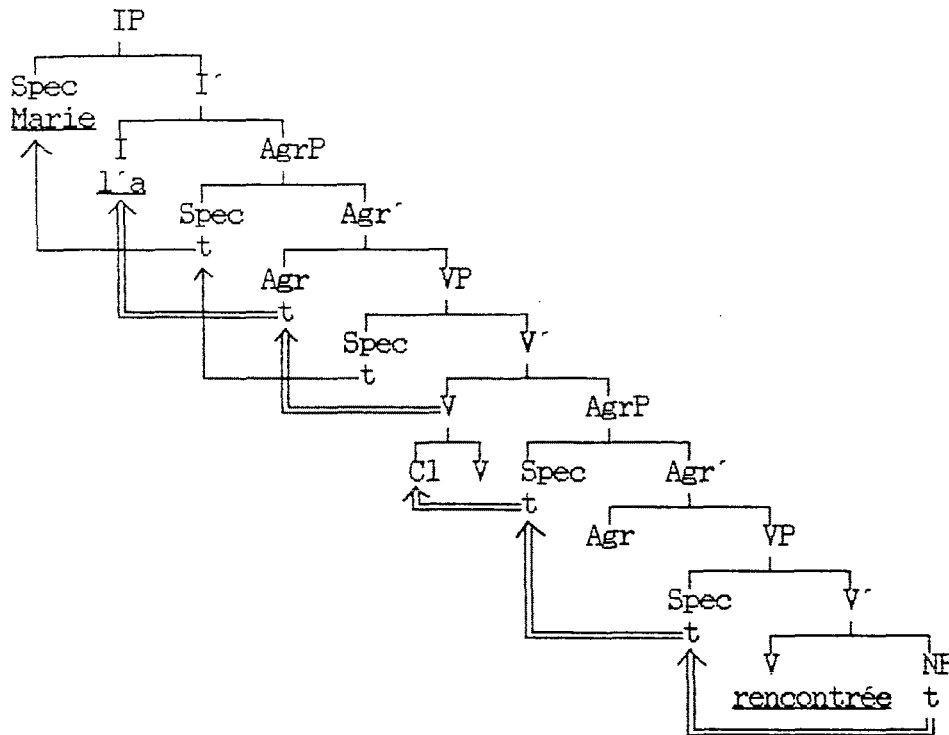 IP
Spec I´
Marie
I AgrP
l´a
Spec Agr´
t
Agr VP
t
Spec V´
t
V AgrP
Cl V Spec Agr´
t
Agr VP
Spec V´
t
V NP
rencontrée t